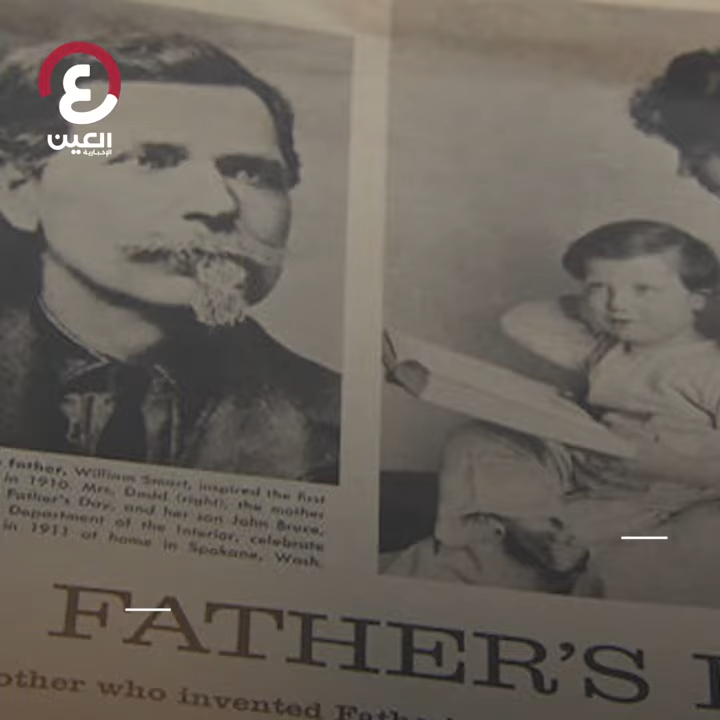 العين
الإخبارية
father, William Smart, inspired the first
in 1910. Mrs. Dodd (right), the mother
Father's Day, and her son John Bruce,
Department of the Interior, celebrate
in 1911 at home in Spokane, Wash.
FATHER'S
other who invented